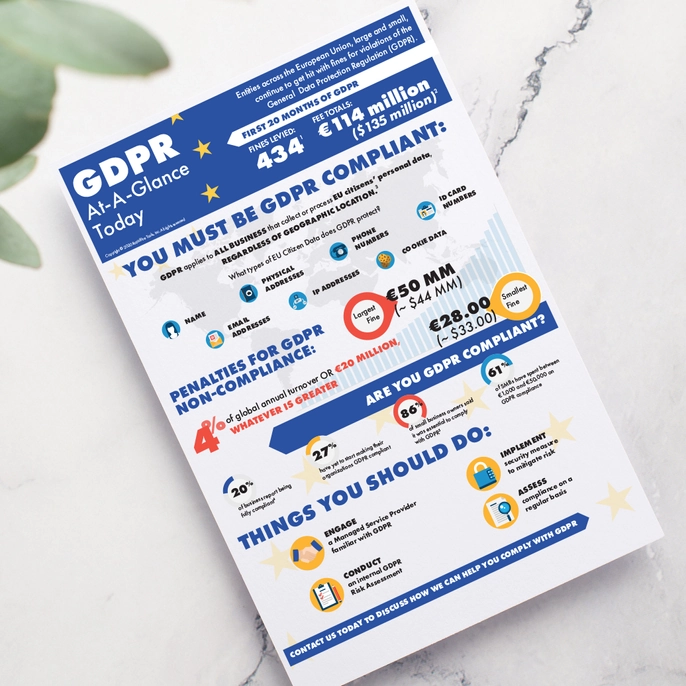 GDPR
At-A-Glance
Today
Entities across the European Union, large and small,
continue to get hit with fines for violations of the
General Data Protection Regulation (GDPR).
FIRST 20 MONTHS OF GDPR
FINES LEVIED:
434¹
FEE TOTALS:
€114 million
($135 million)²
YOU MUST BE GDPR COMPLIANT:
GDPR applies to ALL BUSINESS that collect or process EU citizens' personal data,
REGARDLESS OF GEOGRAPHIC LOCATION.³
What types of EU Citizen Data does GDPR protect?
NAME
EMAIL
ADDRESSES
PHYSICAL
ADDRESSES
IP ADDRESSES
PHONE
NUMBERS
COOKIE DATA
ID CARD
NUMBERS
PENALTIES FOR GDPR
NON-COMPLIANCE:
4% of global annual turnover OR €20 MILLION,
WHATEVER IS GREATER
Largest
Fine
€50 MM
(~ $44 MM)
€28.00
(~ $33.00)
Smallest
Fine
ARE YOU GDPR COMPLIANT?
20%
of business report being
fully compliant⁴
27%
have yet to start making their
organizations GDPR compliant
86%
of small business owners said
it was essential to comply
with GDPR⁶
61%
of SMBs have spent between
€1,000 and €50,000 on
GDPR compliance
THINGS YOU SHOULD DO:
ENGAGE
a Managed Service Provider
familiar with GDPR
CONDUCT
an internal GDPR
Risk Assessment
IMPLEMENT
security measure
to mitigate risk
ASSESS
compliance on a
regular basis
CONTACT US TODAY TO DISCUSS HOW WE CAN HELP YOU COMPLY WITH GDPR